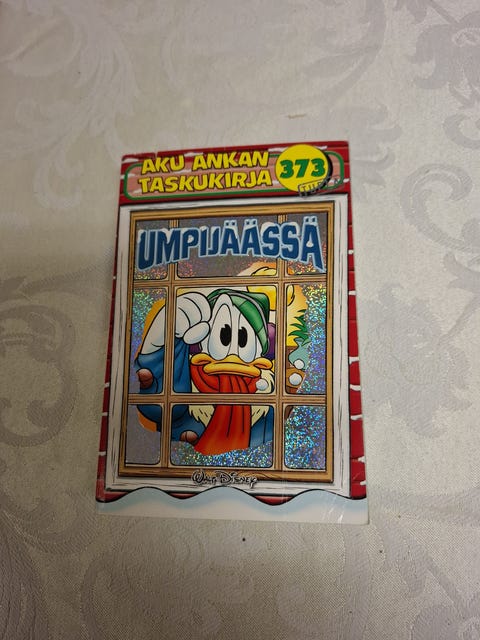 AKU ANKAN
TASKUKIRJA
373
UMPIJÄÄSSÄ
Walt Disney